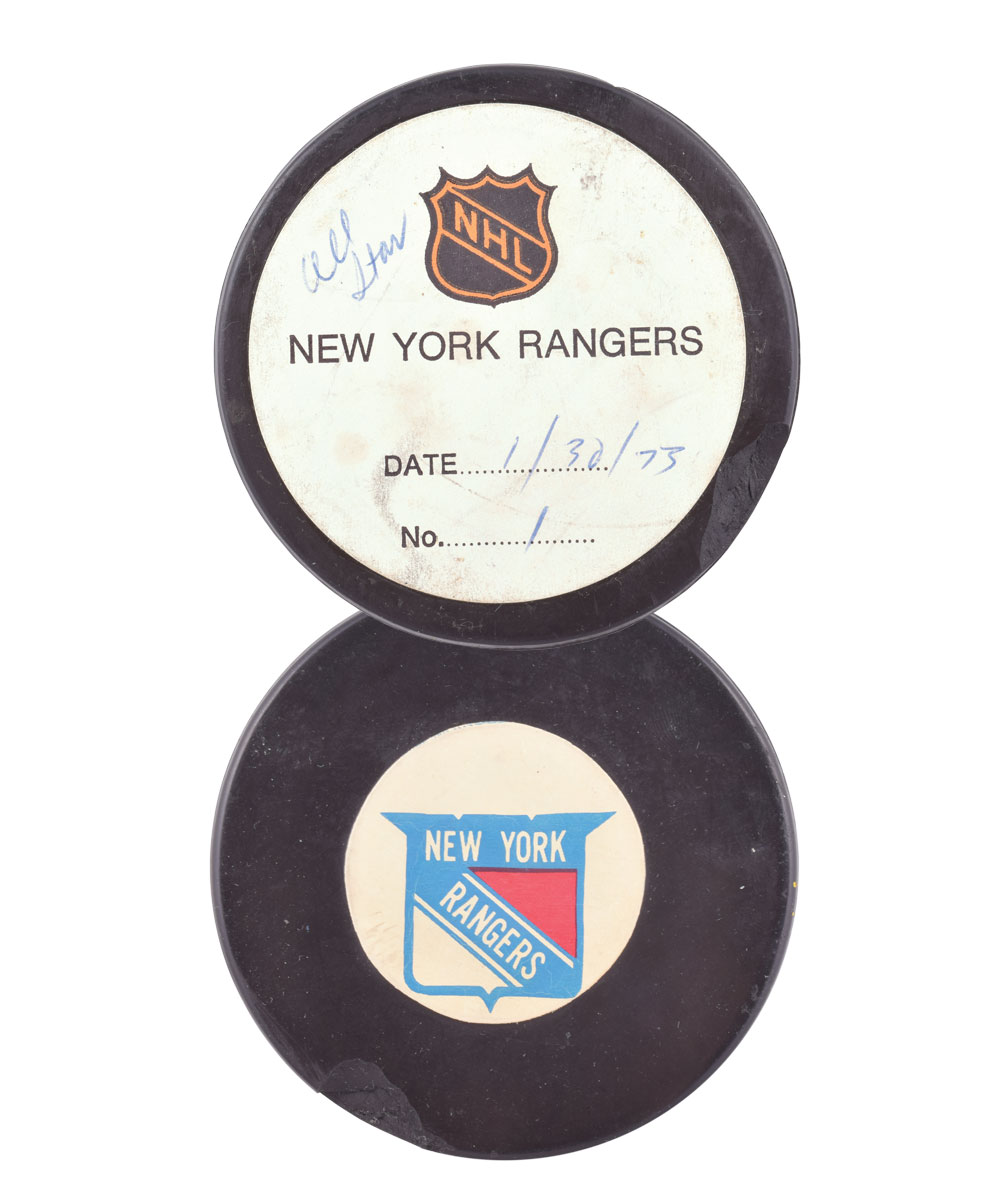 NHL
All
Star
NEW YORK RANGERS
DATE.....................1/30/73
No......................1
NEW YORK
RANGERS